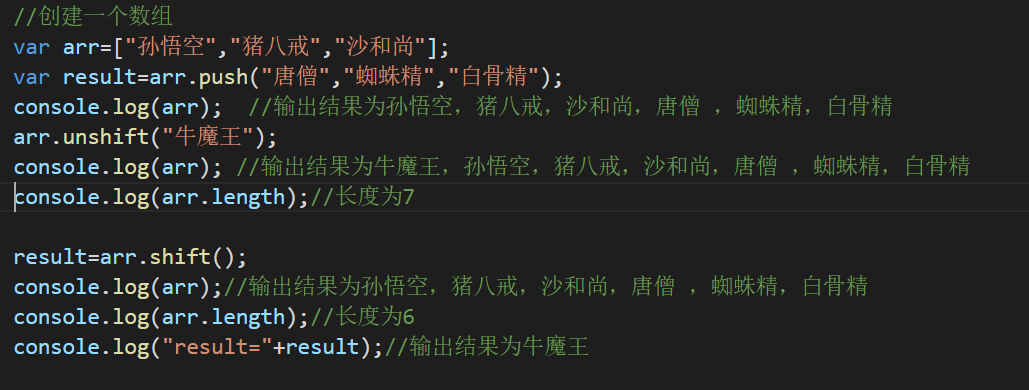 //创建一个数组
var arr=["孙悟空","猪八戒","沙和尚"];
var result=arr.push("唐僧","蜘蛛精","白骨精");
console.log(arr);  //输出结果为孙悟空，猪八戒，沙和尚，唐僧 ，蜘蛛精，白骨精
arr.unshift("牛魔王");
console.log(arr); //输出结果为牛魔王，孙悟空，猪八戒，沙和尚，唐僧 ，蜘蛛精，白骨精
console.log(arr.length);//长度为7
result=arr.shift();
console.log(arr);//输出结果为孙悟空，猪八戒，沙和尚，唐僧 ，蜘蛛精，白骨精
console.log(arr.length);//长度为6
console.log("result="+result);//输出结果为牛魔王